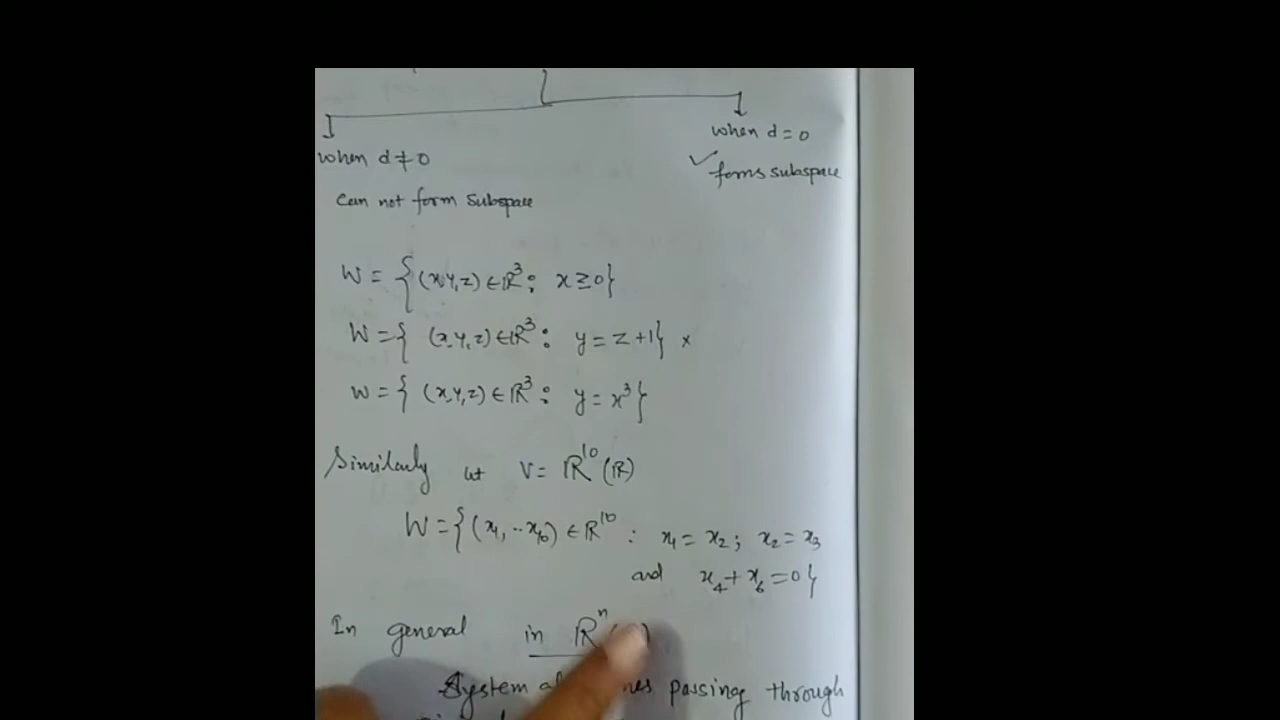 when d ≠ 0
when d = 0
✓ forms subspace
Can not form Subspace
W = {(x,y,z) ∈ ℝ³ : x ≥ 0}
W = { (x,y,z) ∈ ℝ³ : y = z+1} ×
W = { (x,y,z) ∈ ℝ³ : y = x³}
Similarly let V = ℝ¹⁰(ℝ)
W = {(x₁, ... x₁₀) ∈ ℝ¹⁰ : x₁ = x₂ ; x₂ = x₃
and x₄ + x₆ = 0}
In general in ℝⁿ
System passing through